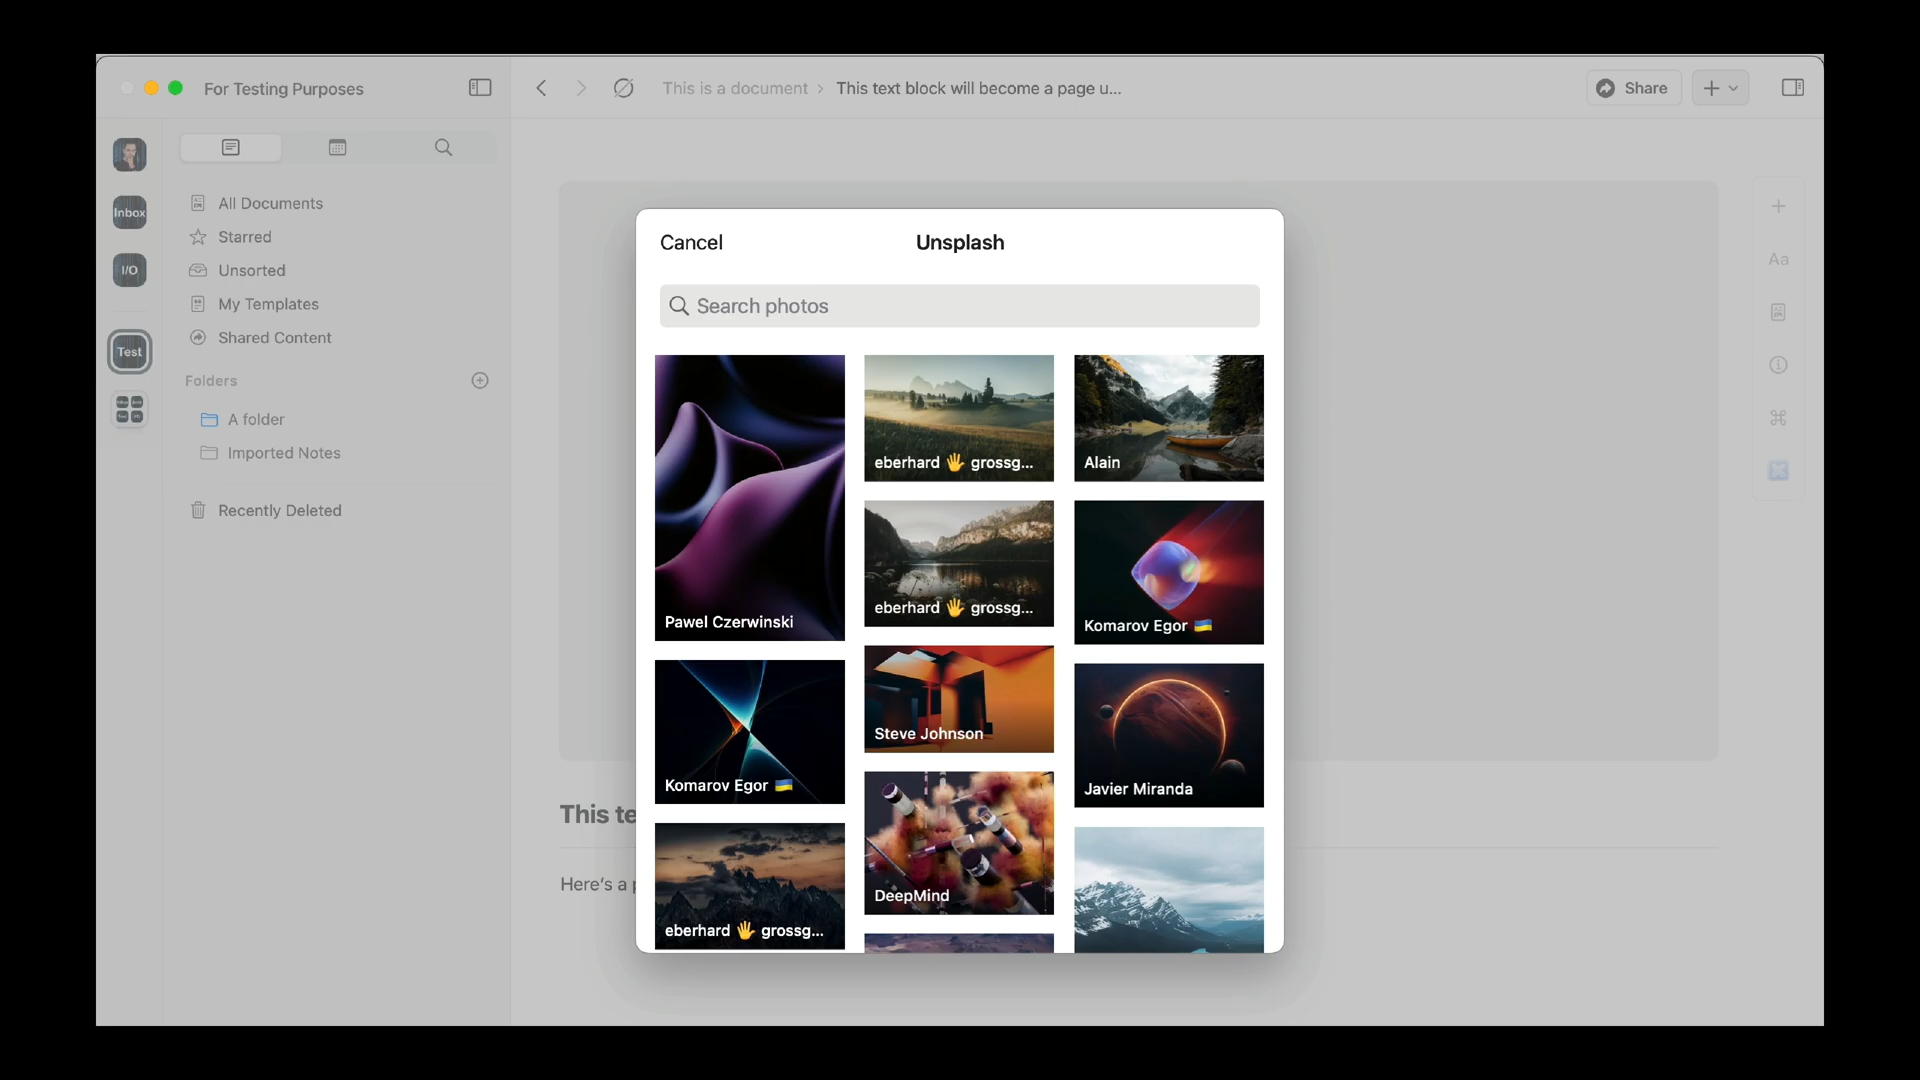 For Testing Purposes
This is a document › This text block will become a page u...
Share
Inbox
I/O
Test
All Documents
Starred
Unsorted
My Templates
Shared Content
Folders
A folder
Imported Notes
Recently Deleted
Aa
This te
Here's a p
Cancel
Unsplash
Search photos
Pawel Czerwinski
eberhard 🖐 grossg...
Alain
eberhard 🖐 grossg...
Komarov Egor 🇺🇦
Steve Johnson
Komarov Egor 🇺🇦
Javier Miranda
DeepMind
eberhard 🖐 grossg...